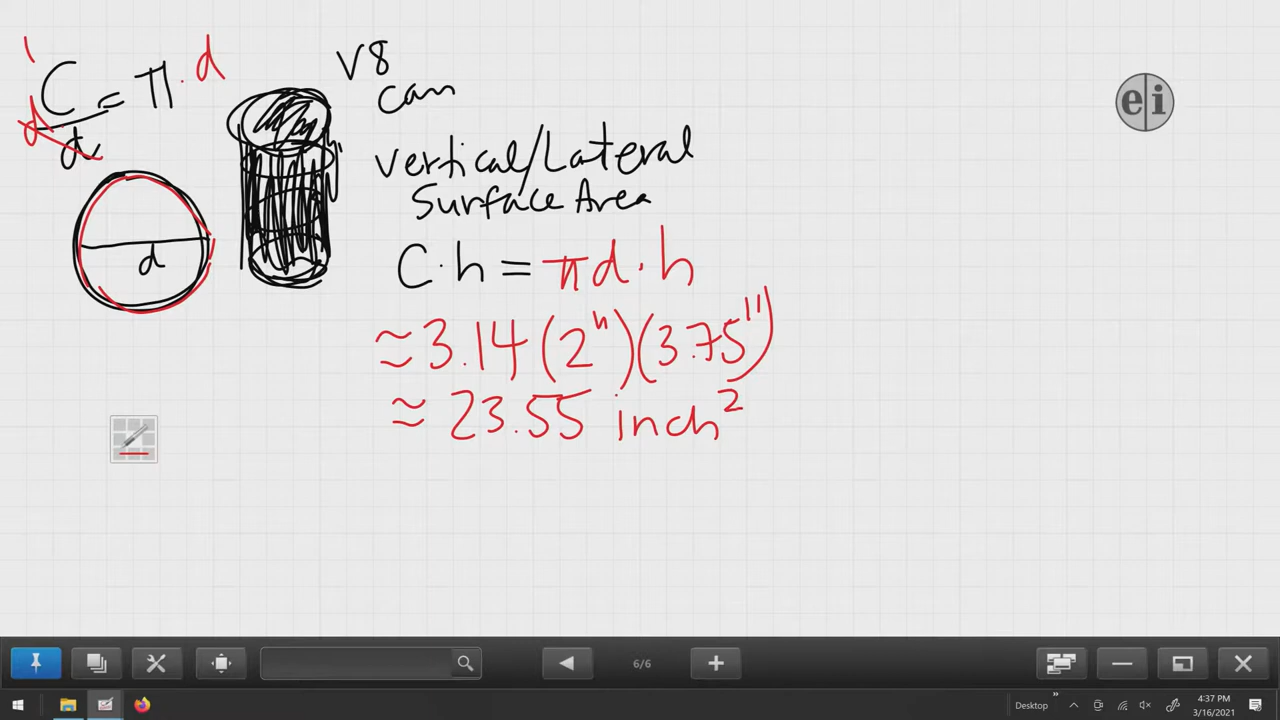 1
C/d = π · d
d
d
V8
can
Vertical/Lateral
Surface Area
C·h = πd·h
≈ 3.14 (2")(3.75")
≈ 23.55 inch²
e|i
6/6
Desktop
4:37 PM
3/16/2021